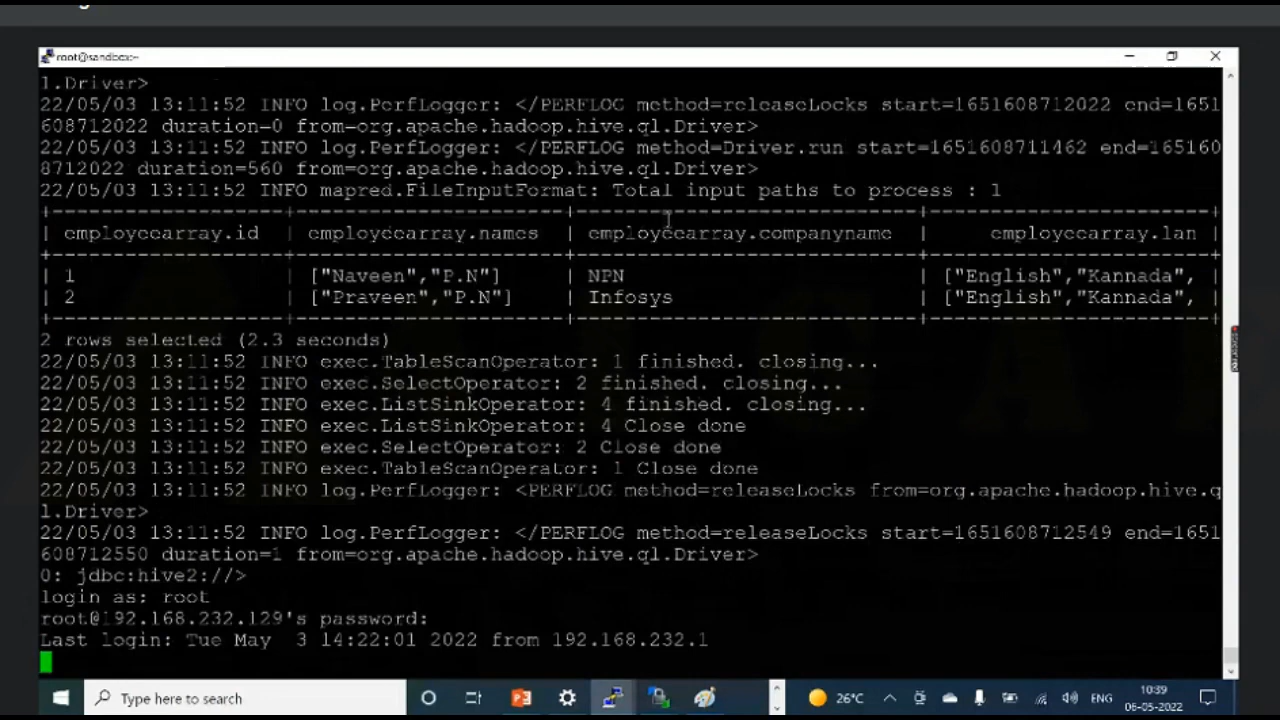 root@sandbox:~
l.Driver>
22/05/03 13:11:52 INFO log.PerfLogger: </PERFLOG method=releaseLocks start=1651608712022 end=1651
608712022 duration=0 from=org.apache.hadoop.hive.ql.Driver>
22/05/03 13:11:52 INFO log.PerfLogger: </PERFLOG method=Driver.run start=1651608711462 end=165160
8712022 duration=560 from=org.apache.hadoop.hive.ql.Driver>
22/05/03 13:11:52 INFO mapred.FileInputFormat: Total input paths to process : 1
| employeearray.id | employeearray.names | employeearray.companyname | employeearray.lan |
| 1 | ["Naveen","P.N"] | NPN | ["English","Kannada", |
| 2 | ["Praveen","P.N"] | Infosys | ["English","Kannada", |
2 rows selected (2.3 seconds)
22/05/03 13:11:52 INFO exec.TableScanOperator: 1 finished. closing...
22/05/03 13:11:52 INFO exec.SelectOperator: 2 finished. closing...
22/05/03 13:11:52 INFO exec.ListSinkOperator: 4 finished. closing...
22/05/03 13:11:52 INFO exec.ListSinkOperator: 4 Close done
22/05/03 13:11:52 INFO exec.SelectOperator: 2 Close done
22/05/03 13:11:52 INFO exec.TableScanOperator: 1 Close done
22/05/03 13:11:52 INFO log.PerfLogger: <PERFLOG method=releaseLocks from=org.apache.hadoop.hive.q
l.Driver>
22/05/03 13:11:52 INFO log.PerfLogger: </PERFLOG method=releaseLocks start=1651608712549 end=1651
608712550 duration=1 from=org.apache.hadoop.hive.ql.Driver>
0: jdbc:hive2://>
login as: root
root@192.168.232.129's password:
Last login: Tue May  3 14:22:01 2022 from 192.168.232.1
Type here to search
26°C
ENG
10:39
06-05-2022